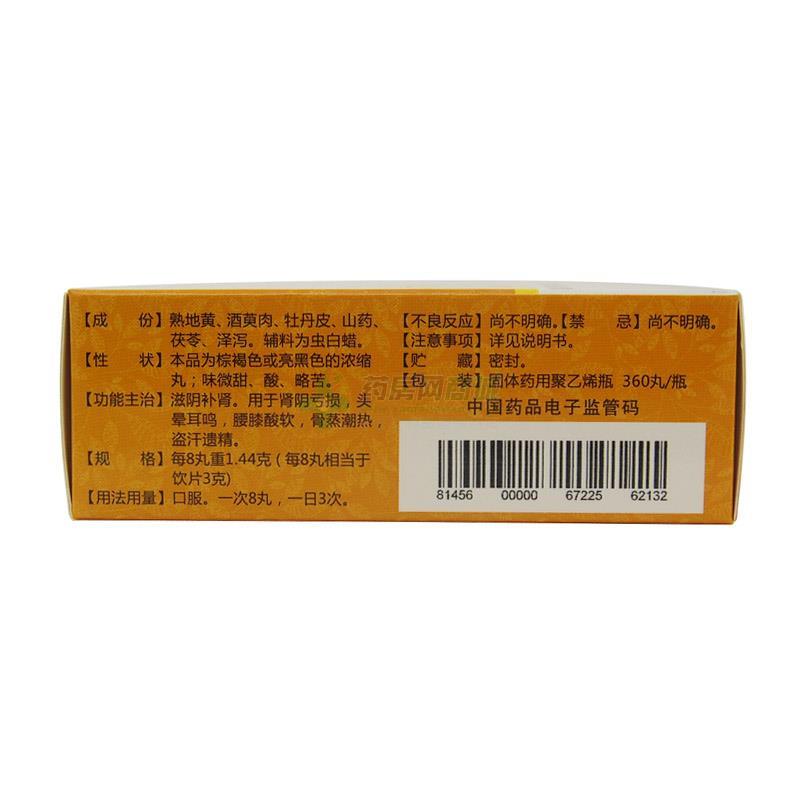 【成 份】熟地黄、酒萸肉、牡丹皮、山药、
茯苓、泽泻。辅料为虫白蜡。
【性 状】本品为棕褐色或亮黑色的浓缩
丸；味微甜、酸、略苦。
【功能主治】滋阴补肾。用于肾阴亏损，头
晕耳鸣，腰膝酸软，骨蒸潮热，
盗汗遗精。
【规 格】每8丸重1.44克（每8丸相当于
饮片3克）
【用法用量】口服。一次8丸，一日3次。
【不良反应】尚不明确。【禁 忌】尚不明确。
【注意事项】详见说明书。
【贮 藏】密封。
【包 装】固体药用聚乙烯瓶 360丸/瓶
中国药品电子监管码
81456 00000 67225 62132
药房网商城